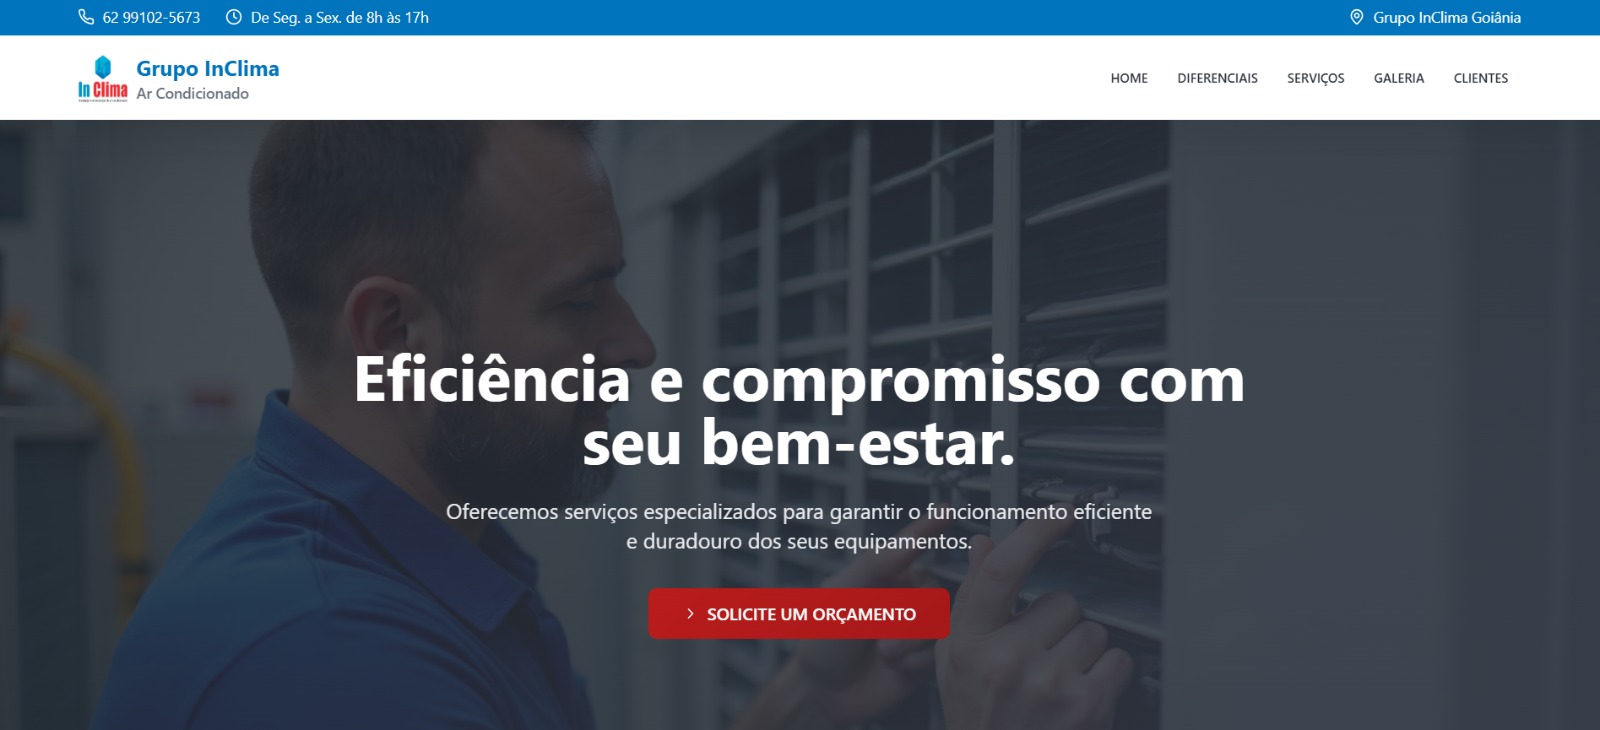 62 99102-5673
De Seg. a Sex. de 8h às 17h
Grupo InClima Goiânia
In Clima
Grupo InClima
Ar Condicionado
HOME
DIFERENCIAIS
SERVIÇOS
GALERIA
CLIENTES
Eficiência e compromisso com
seu bem-estar.
Oferecemos serviços especializados para garantir o funcionamento eficiente
e duradouro dos seus equipamentos.
SOLICITE UM ORÇAMENTO